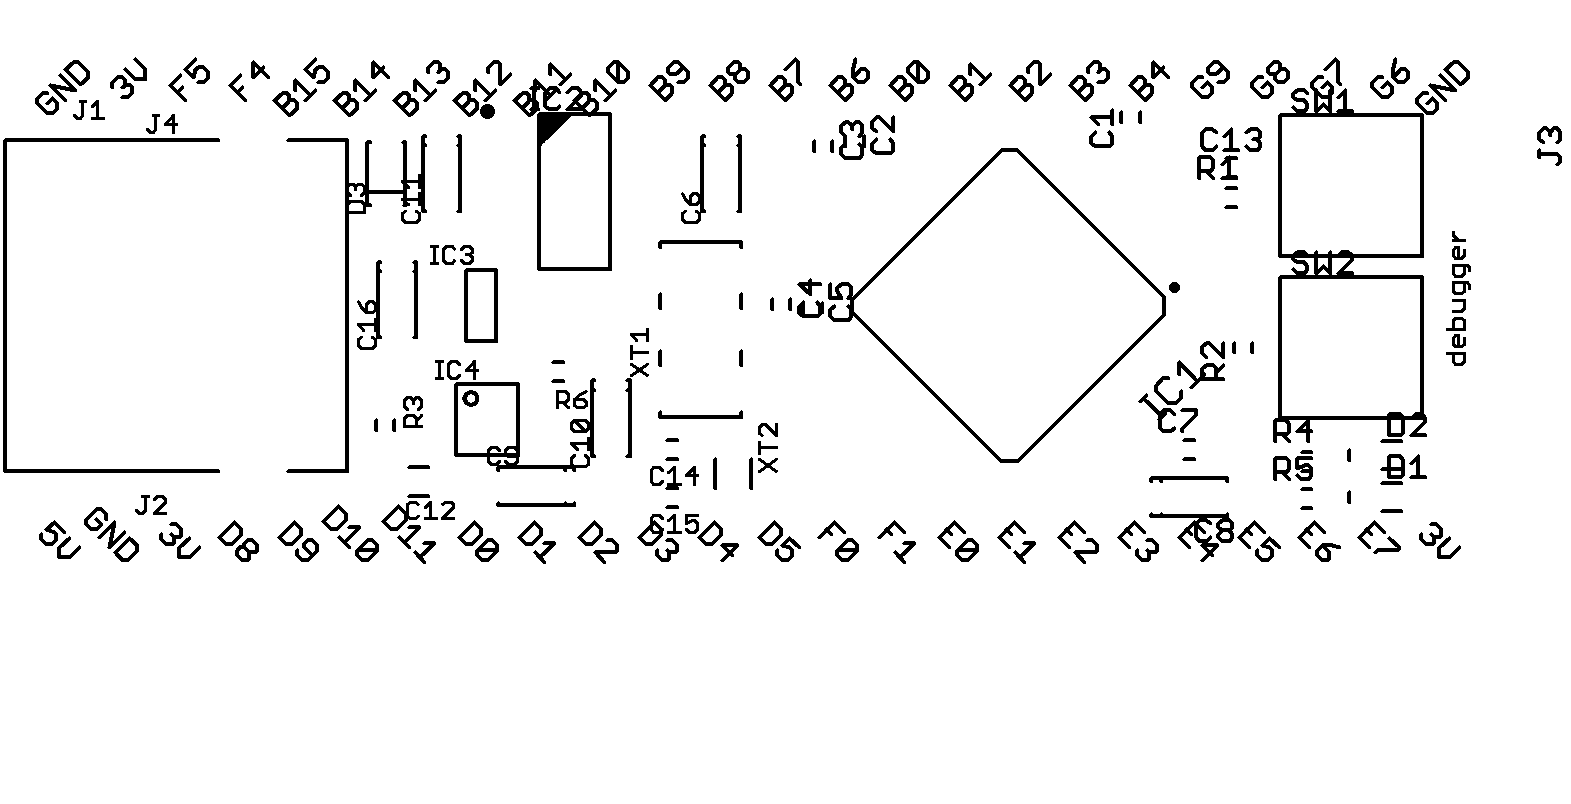 GND 3V F5 F4 B15 B14 B13 B12 B11 B10 B9 B8 B7 B6 B0 B1 B2 B3 B4 G9 G8 G7 G6 GND
J1
J4
IC2
SW1
C1
C3
C2
C13
R1
J3
D3
C11
C6
IC3
SW2
debugger
C16
C4
C5
XT1
R2
IC4
IC1
R3
R6
C10
C7
R4
D2
XT2
C9
R5
D1
C14
J2
C12
C15
C8
5V GND 3V D8 D9 D10 D11 D0 D1 D2 D3 D4 D5 F0 F1 E0 E1 E2 E3 E4 E5 E6 E7 3V